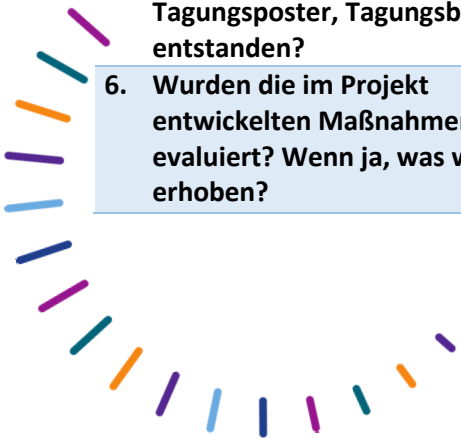 Tagungsposter, Tagungsb
entstanden?
6. Wurden die im Projekt
entwickelten Maßnahmen
evaluiert? Wenn ja, was w
erhoben?